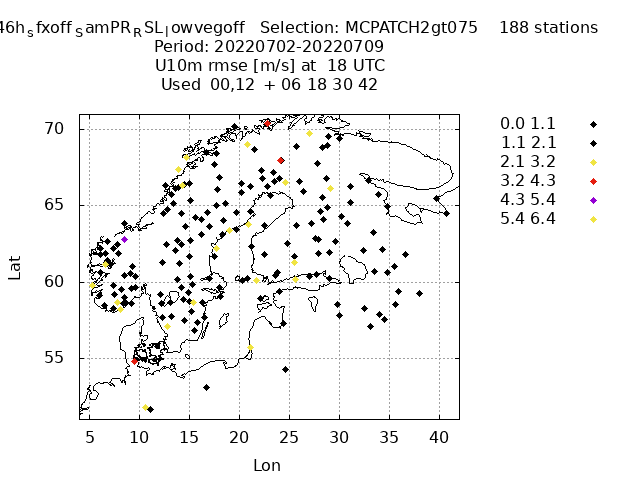 46h_sfxoff_SamPR_RSL_lowvegoff Selection: MCPATCH2gt075 188 stations
Period: 20220702-20220709
U10m rmse [m/s] at 18 UTC
Used 00,12 + 06 18 30 42
0.0 1.1
1.1 2.1
2.1 3.2
3.2 4.3
4.3 5.4
5.4 6.4
70
65
60
55
Lat
5 10 15 20 25 30 35 40
Lon